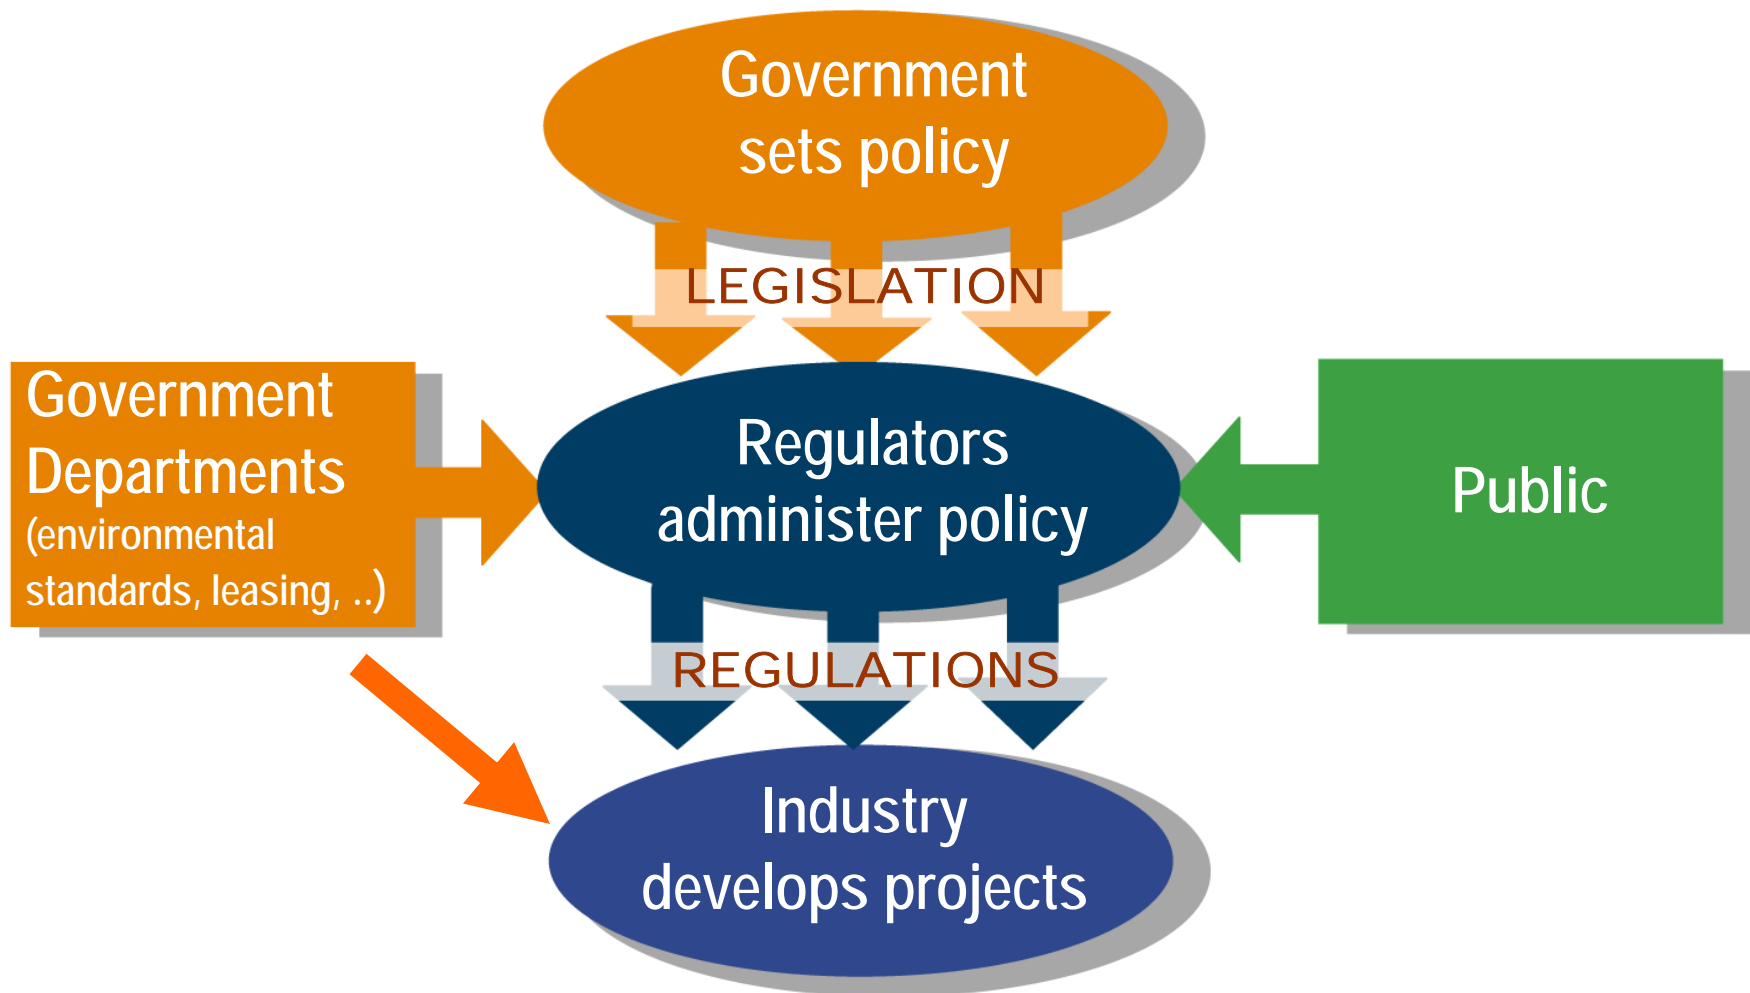 Government
sets policy
LEGISLATION
Government
Departments
(environmental
standards, leasing, ..)
Regulators
administer policy
Public
REGULATIONS
Industry
develops projects